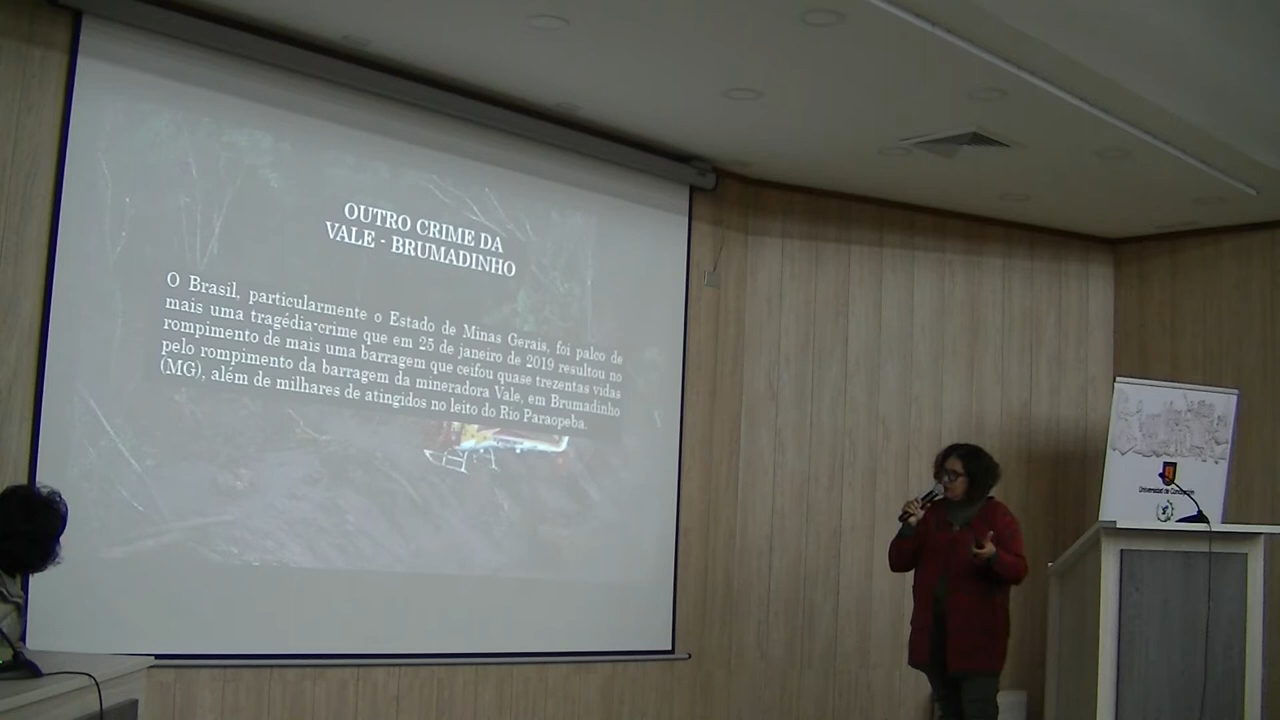 OUTRO CRIME DA
VALE - BRUMADINHO
O Brasil, particularmente o Estado de Minas Gerais, foi palco de
mais uma tragédia-crime que em 25 de janeiro de 2019 resultou no
rompimento de mais uma barragem que ceifou quase trezentas vidas
pelo rompimento da barragem da mineradora Vale, em Brumadinho
(MG), além de milhares de atingidos no leito do Rio Paraopeba.
Universidad de Concepción